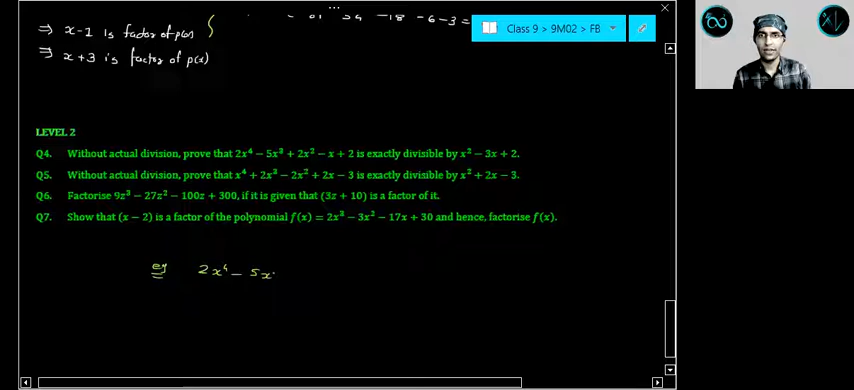 ⇒ x-1 is factor of p(x)
⇒ x+3 is factor of p(x)
Class 9 > 9M02 > FB
LEVEL 2
Q4. Without actual division, prove that 2x⁴ − 5x³ + 2x² − x + 2 is exactly divisible by x² − 3x + 2.
Q5. Without actual division, prove that x⁴ + 2x³ − 2x² + 2x − 3 is exactly divisible by x² + 2x − 3.
Q6. Factorise 9z³ − 27z² − 100z + 300, if it is given that (3z + 10) is a factor of it.
Q7. Show that (x − 2) is a factor of the polynomial f(x) = 2x³ − 3x² − 17x + 30 and hence, factorise f(x).
eg 2x⁴ − 5x